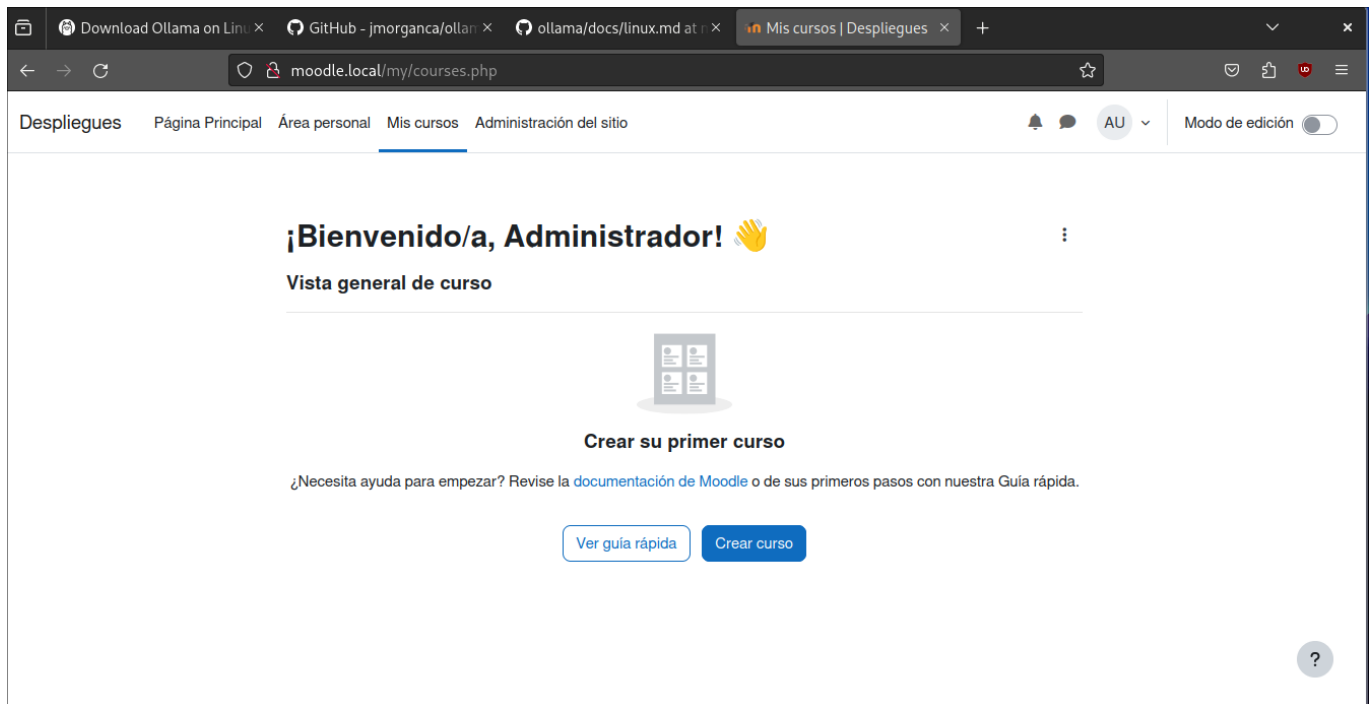 Download Ollama on Linu
GitHub - jmorganca/ollam
ollama/docs/linux.md at m
Mis cursos | Despliegues
moodle.local/my/courses.php
Despliegues
Página Principal
Área personal
Mis cursos
Administración del sitio
AU
Modo de edición
¡Bienvenido/a, Administrador! 👋
Vista general de curso
Crear su primer curso
¿Necesita ayuda para empezar? Revise la documentación de Moodle o de sus primeros pasos con nuestra Guía rápida.
Ver guía rápida
Crear curso
?